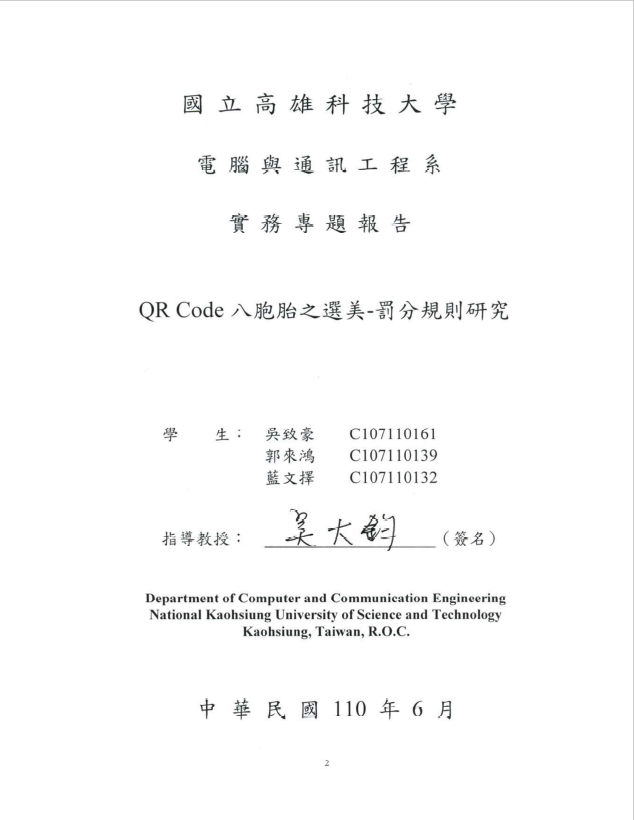 國立高雄科技大學
電腦與通訊工程系
實務專題報告
QR Code 八胞胎之選美-罰分規則研究
學 生： 吳致豪 C107110161
郭來鴻 C107110139
藍文擇 C107110132
指導教授： 吳大鈞 （簽名）
Department of Computer and Communication Engineering
National Kaohsiung University of Science and Technology
Kaohsiung, Taiwan, R.O.C.
中華民國 110 年 6 月
2